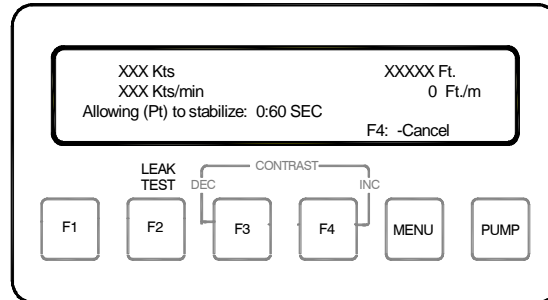 XXX Kts XXXXX Ft.
XXX Kts/min 0 Ft./m
Allowing (Pt) to stabilize: 0:60 SEC
F4: -Cancel
LEAK
TEST
CONTRAST
DEC INC
F1 F2 F3 F4 MENU PUMP